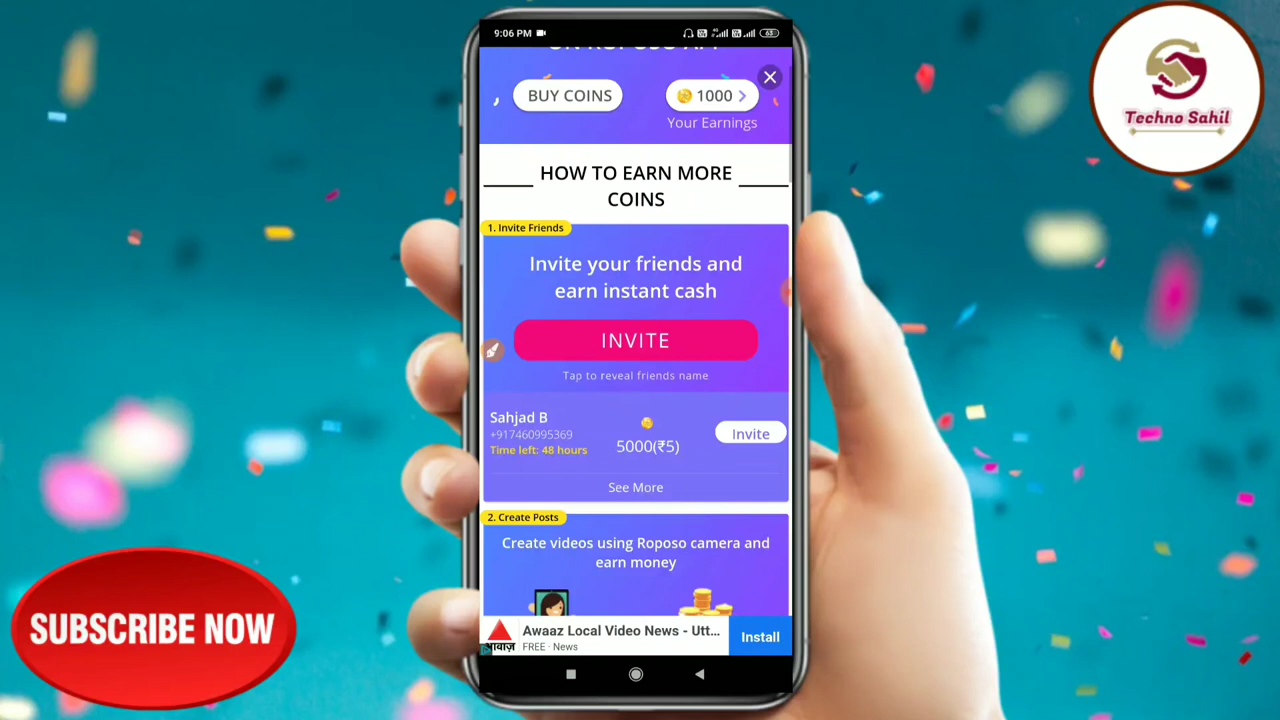 9:06 PM
63
BUY COINS
1000
Your Earnings
HOW TO EARN MORE
COINS
1. Invite Friends
Invite your friends and
earn instant cash
INVITE
Tap to reveal friends name
Sahjad B
+917460995369
Time left: 48 hours
5000(₹5)
Invite
See More
2. Create Posts
Create videos using Roposo camera and
earn money
Awaaz Local Video News - Utt...
FREE · News
Install
आवाज़
Techno Sahil
SUBSCRIBE NOW